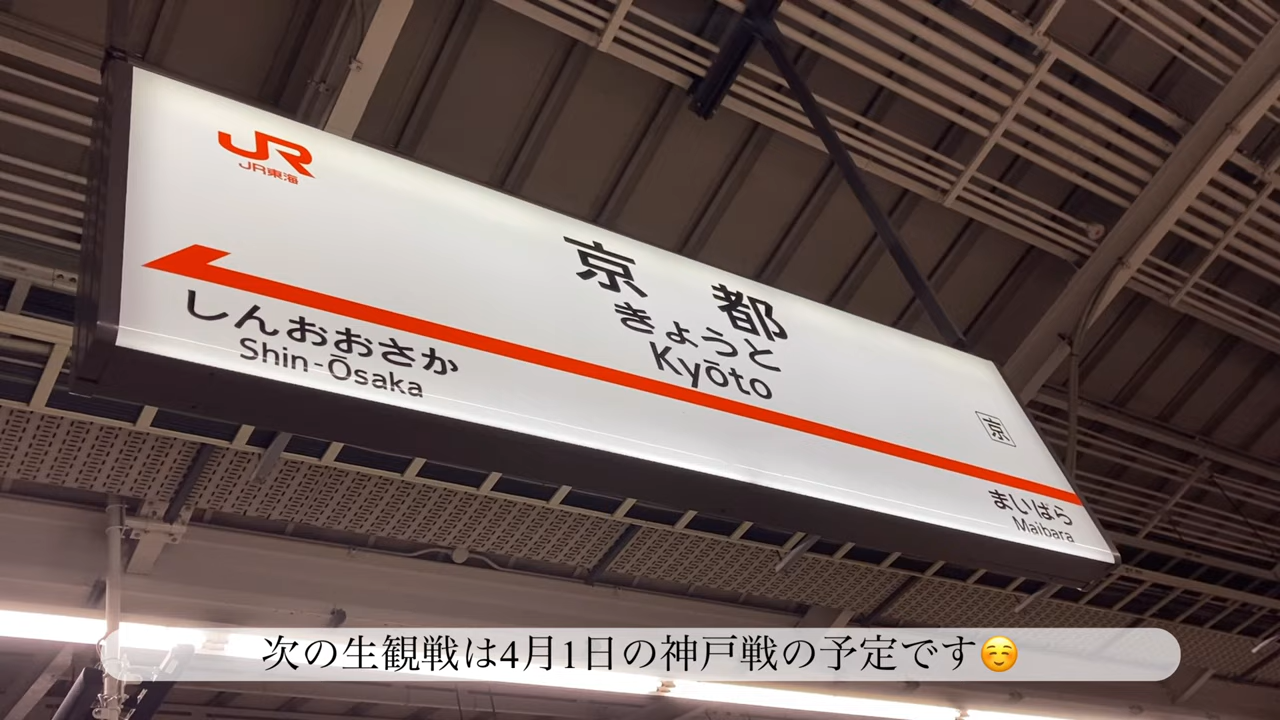 JR
JR東海
京都
きょうと
Kyōto
しんおおさか
Shin-Ōsaka
京
まいばら
Maibara
次の生観戦は4月1日の神戸戦の予定です☺️